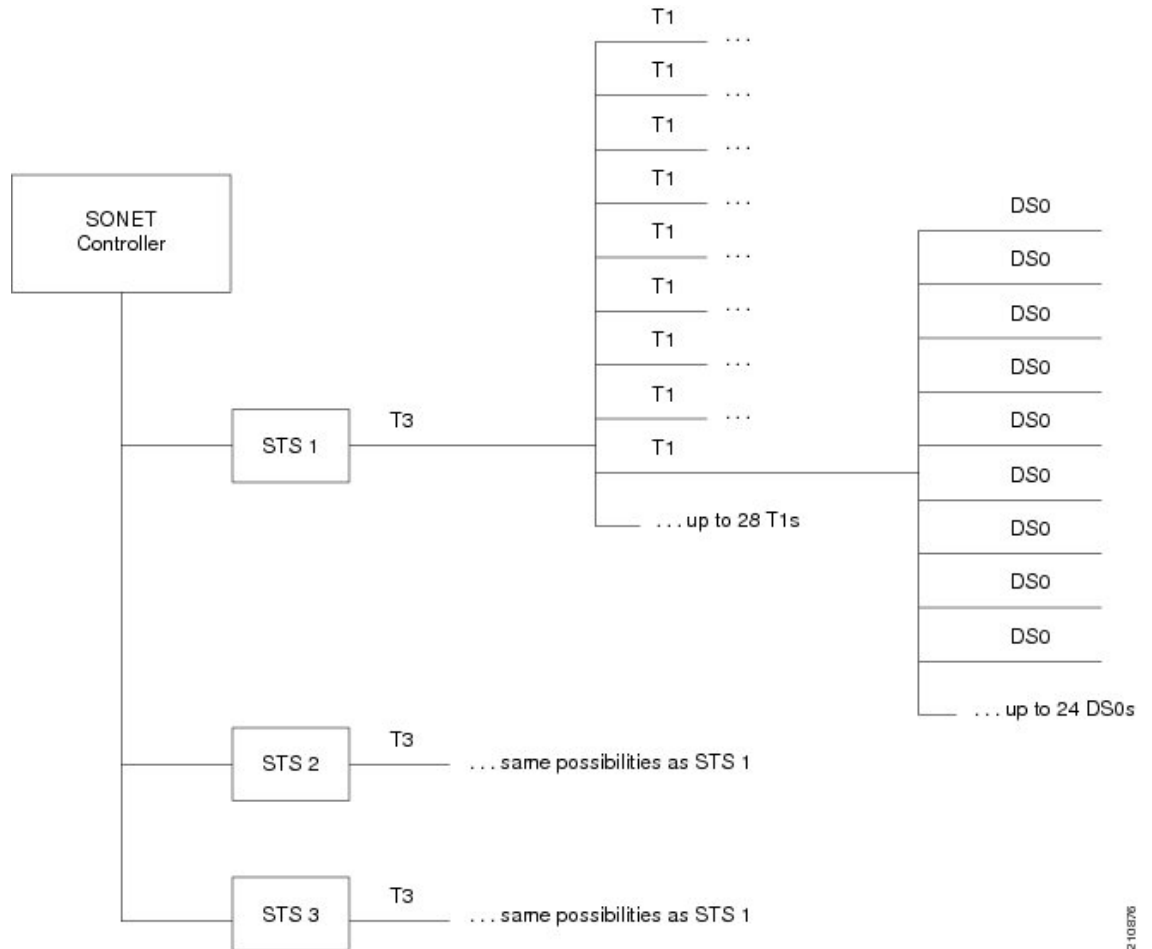 T1
...
T1
...
T1
...
T1
...
T1
...
T1
...
T1
...
T1
...
T1
... up to 28 T1s
SONET
Controller
STS 1
T3
DS0
DS0
DS0
DS0
DS0
DS0
DS0
DS0
DS0
... up to 24 DS0s
STS 2
T3
... same possibilities as STS 1
STS 3
T3
... same possibilities as STS 1
210876